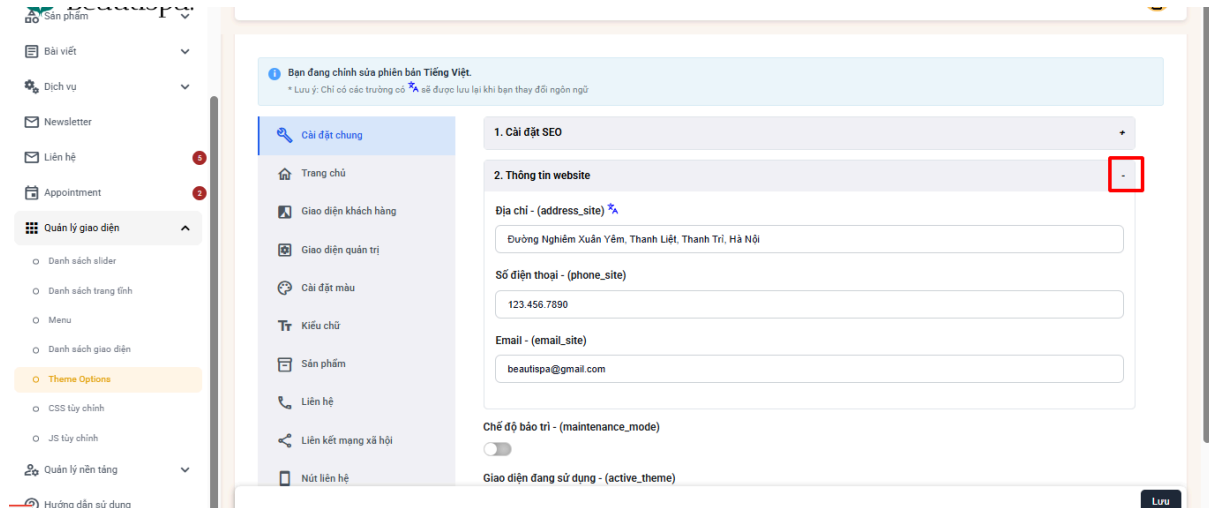 Beautispa.
Sản phẩm
Bài viết
Dịch vụ
Newsletter
Liên hệ
5
Appointment
2
Quản lý giao diện
Danh sách slider
Danh sách trang tĩnh
Menu
Danh sách giao diện
Theme Options
CSS tùy chỉnh
JS tùy chỉnh
Quản lý nền tảng
Hướng dẫn sử dụng
Bạn đang chỉnh sửa phiên bản Tiếng Việt.
* Lưu ý: Chỉ có các trường có sẽ được lưu lại khi bạn thay đổi ngôn ngữ
Cài đặt chung
Trang chủ
Giao diện khách hàng
Giao diện quản trị
Cài đặt màu
Kiểu chữ
Sản phẩm
Liên hệ
Liên kết mạng xã hội
Nút liên hệ
1. Cài đặt SEO +
2. Thông tin website -
Địa chỉ - (address_site)
Đường Nghiêm Xuân Yêm, Thanh Liệt, Thanh Trì, Hà Nội
Số điện thoại - (phone_site)
123.456.7890
Email - (email_site)
beautispa@gmail.com
Chế độ bảo trì - (maintenance_mode)
Giao diện đang sử dụng - (active_theme)
Lưu